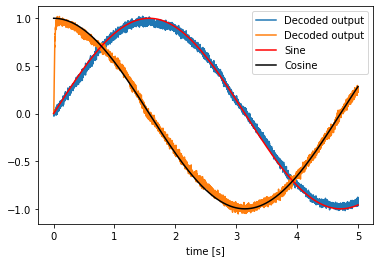 1.0
0.5
0.0
−0.5
−1.0
Decoded output
Decoded output
Sine
Cosine
0 1 2 3 4 5
time [s]